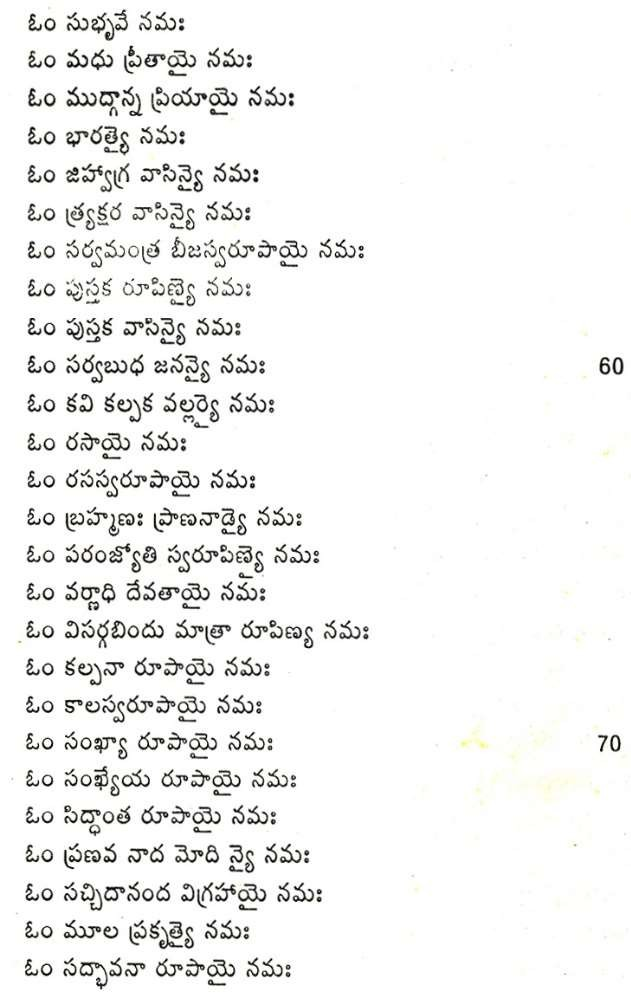 ఓం సుభృవే నమః
ఓం మధు ప్రీతాయై నమః
ఓం ముద్గాన్న ప్రియాయై నమః
ఓం భారత్యై నమః
ఓం జిహ్వాగ్ర వాసిన్యై నమః
ఓం త్ర్యక్షర వాసిన్యై నమః
ఓం సర్వమంత్ర బీజస్వరూపాయై నమః
ఓం పుస్తక రూపిణ్యై నమః
ఓం పుస్తక వాసిన్యై నమః
ఓం సర్వబుధ జనన్యై నమః 60
ఓం కవి కల్పక వల్లర్యై నమః
ఓం రసాయై నమః
ఓం రసస్వరూపాయై నమః
ఓం బ్రహ్మణః ప్రాణనాడ్యై నమః
ఓం పరంజ్యోతి స్వరూపిణ్యై నమః
ఓం వర్ణాధి దేవతాయై నమః
ఓం విసర్గబిందు మాత్రా రూపిణ్య నమః
ఓం కల్పనా రూపాయై నమః
ఓం కాలస్వరూపాయై నమః
ఓం సంఖ్యా రూపాయై నమః 70
ఓం సంఖ్యేయ రూపాయై నమః
ఓం సిద్ధాంత రూపాయై నమః
ఓం ప్రణవ నాద మోది న్యై నమః
ఓం సచ్చిదానంద విగ్రహాయై నమః
ఓం మూల ప్రకృత్యై నమః
ఓం సద్భావనా రూపాయై నమః